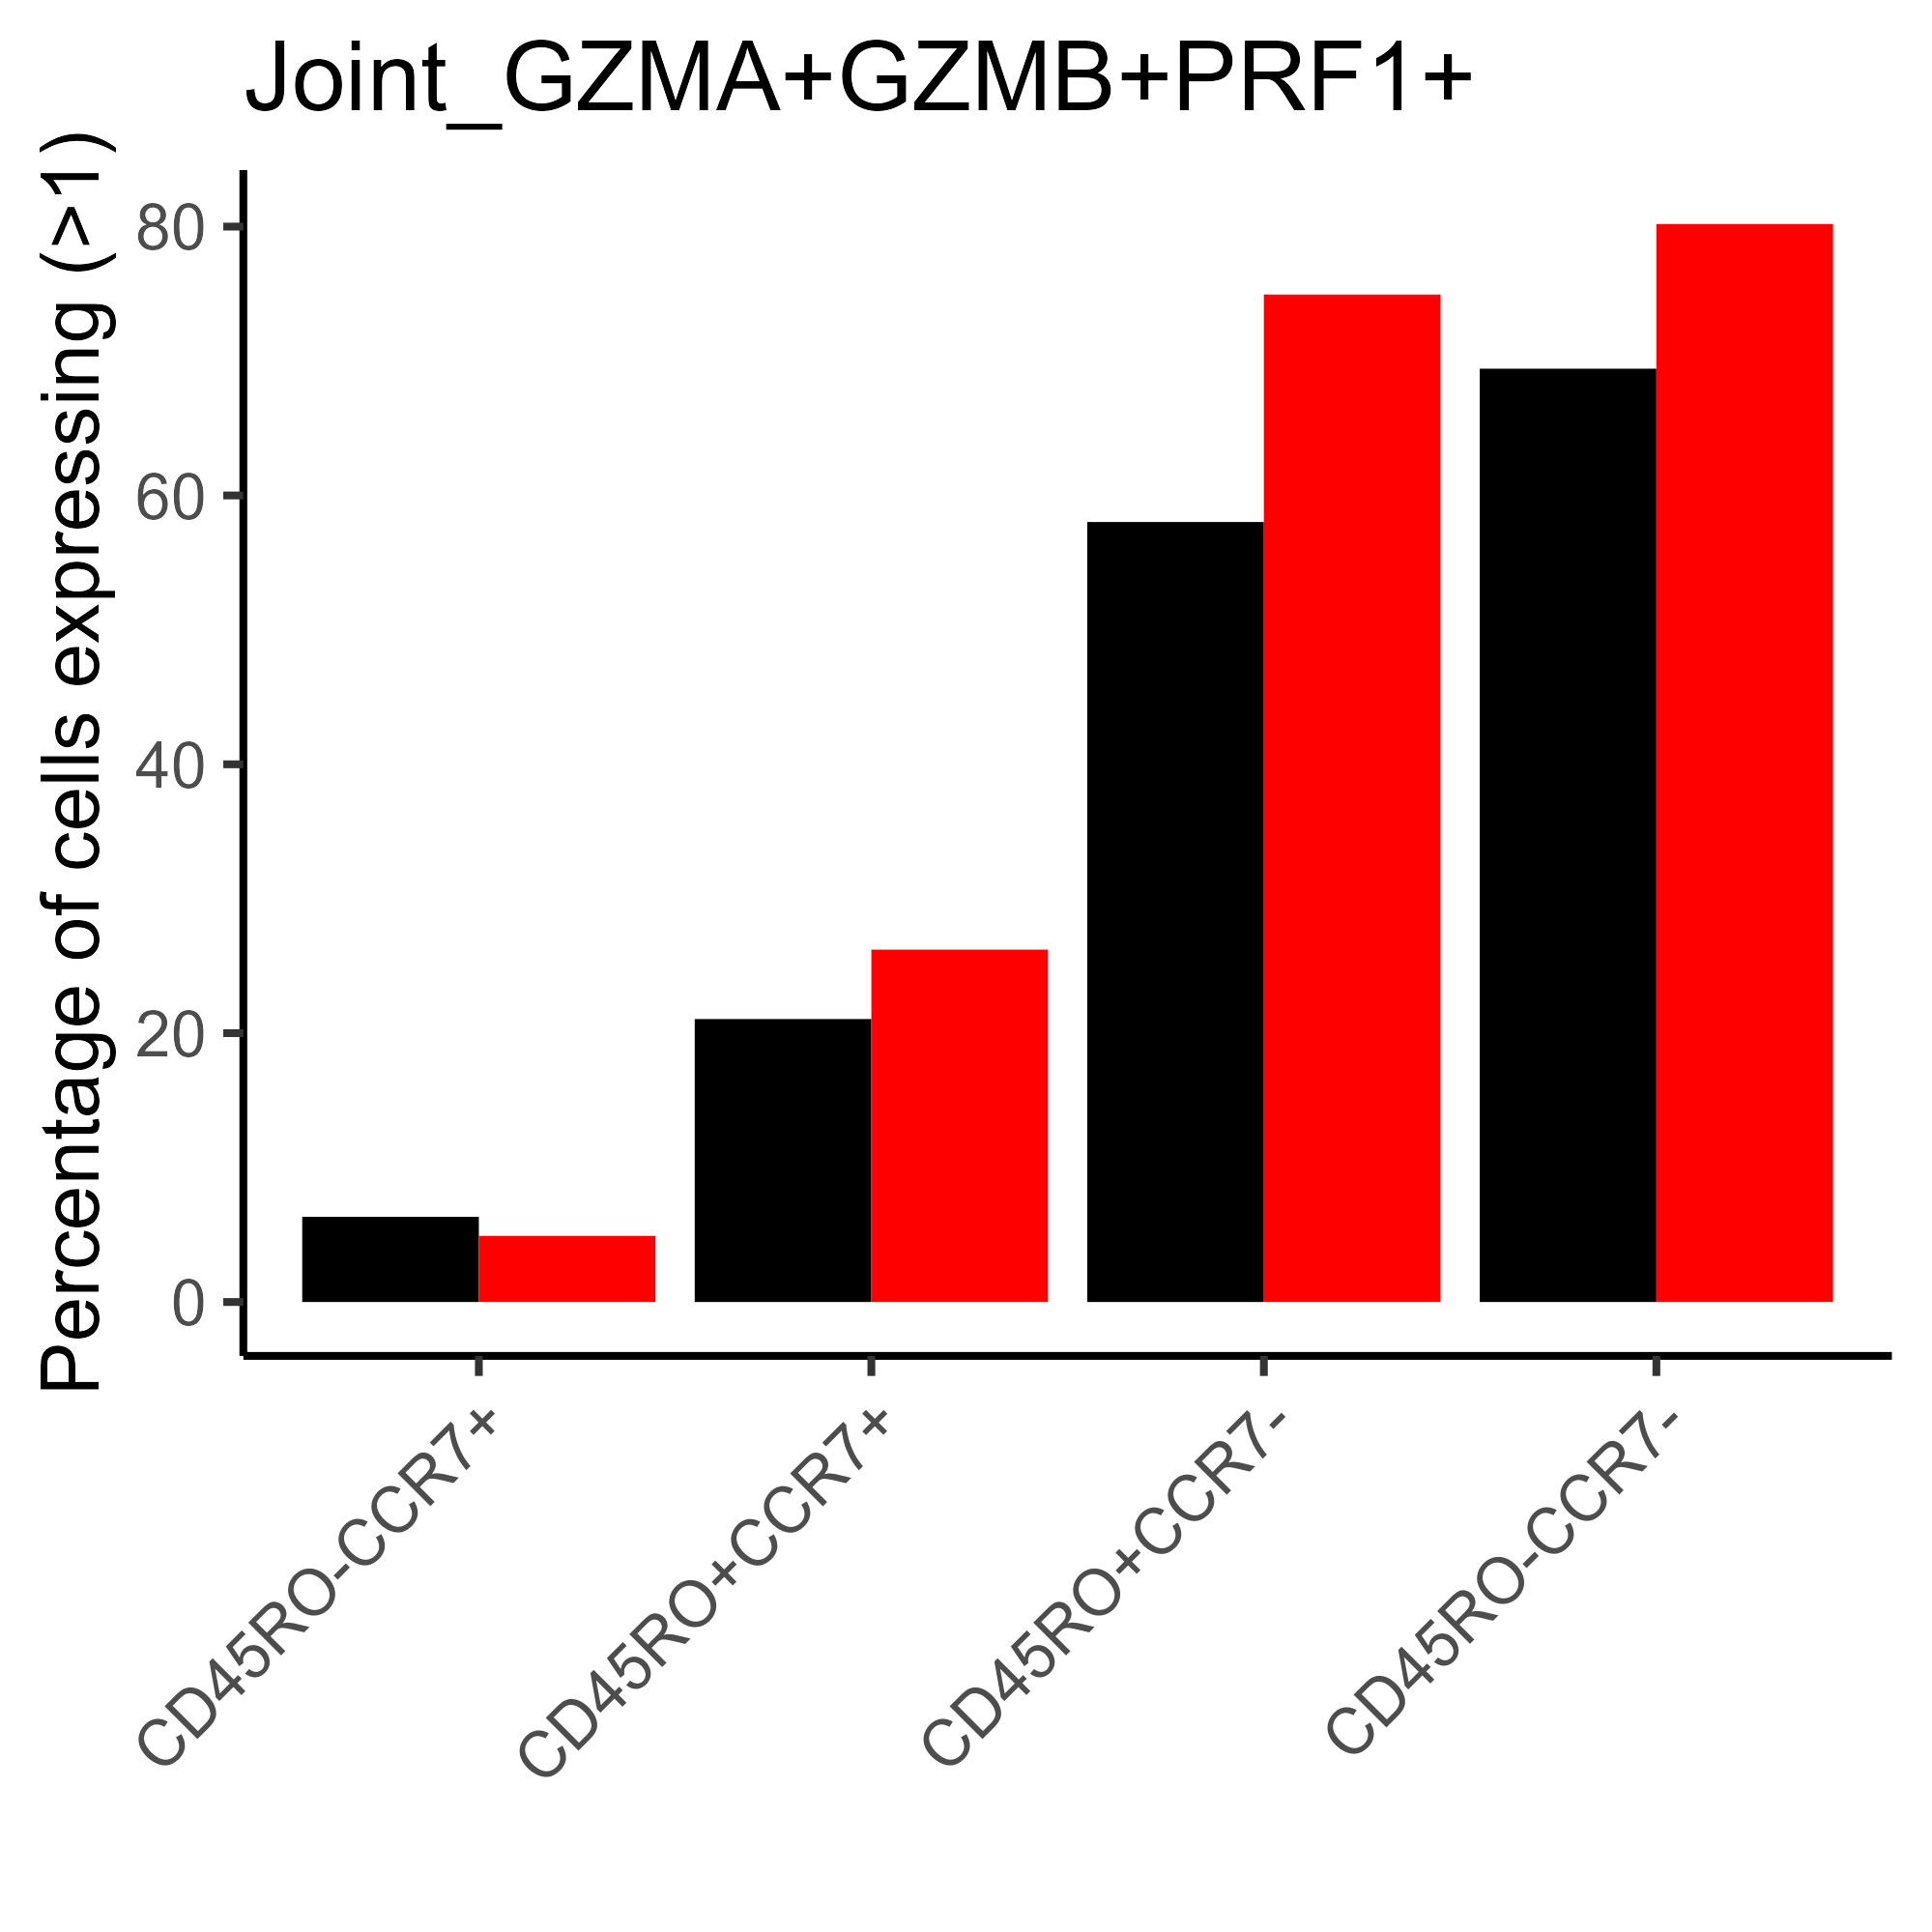 Joint_GZMA+GZMB+PRF1+
Percentage of cells expressing (>1)
80
60
40
20
0
CD45RO-CCR7+
CD45RO+CCR7+
CD45RO+CCR7-
CD45RO-CCR7-